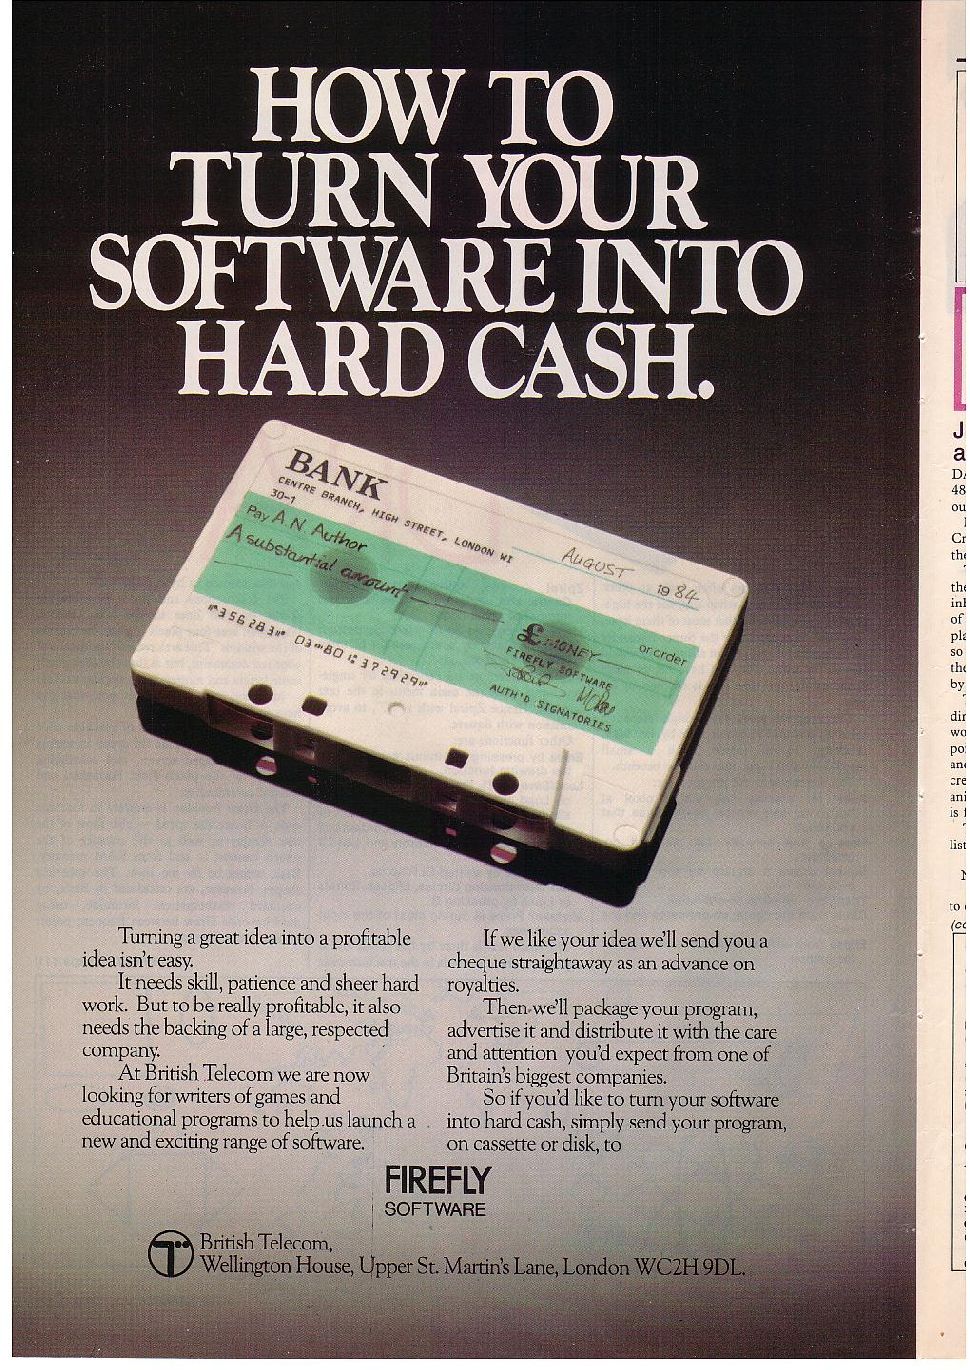 HOW TO
TURN YOUR
SOFTWARE INTO
HARD CASH.
BANK
CENTRE BRANCH, HIGH STREET, LONDON W1
30-1
AUGUST 1984
Pay A N Author
or order
A substantial amount
£ MONEY
FIREFLY SOFTWARE
AUTH'D SIGNATORIES
"356283" 03"80 1: 372929"
Turning a great idea into a profitable
idea isn't easy.
It needs skill, patience and sheer hard
work. But to be really profitable, it also
needs the backing of a large, respected
company.
At British Telecom we are now
looking for writers of games and
educational programs to help us launch a
new and exciting range of software.
If we like your idea we'll send you a
cheque straightaway as an advance on
royalties.
Then we'll package your program,
advertise it and distribute it with the care
and attention you'd expect from one of
Britain's biggest companies.
So if you'd like to turn your software
into hard cash, simply send your program,
on cassette or disk, to
FIREFLY
SOFTWARE
British Telecom,
Wellington House, Upper St. Martin's Lane, London WC2H 9DL.